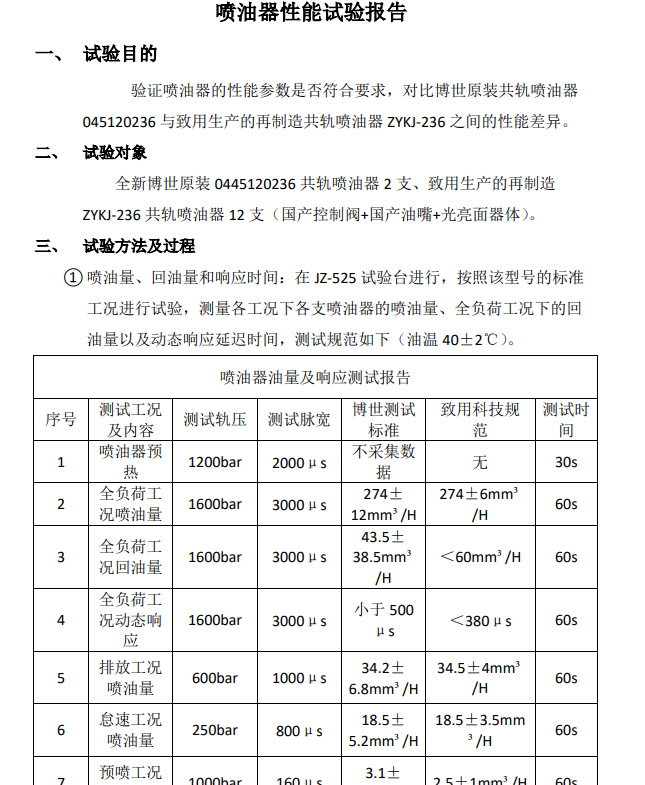 喷油器性能试验报告
一、 试验目的
验证喷油器的性能参数是否符合要求，对比博世原装共轨喷油器
045120236 与致用生产的再制造共轨喷油器 ZYKJ-236 之间的性能差异。
二、 试验对象
全新博世原装 0445120236 共轨喷油器 2 支、致用生产的再制造
ZYKJ-236 共轨喷油器 12 支（国产控制阀+国产油嘴+光亮面器体）。
三、 试验方法及过程
① 喷油量、回油量和响应时间：在 JZ-525 试验台进行，按照该型号的标准
工况进行试验，测量各工况下各支喷油器的喷油量、全负荷工况下的回
油量以及动态响应延迟时间，测试规范如下（油温 40±2℃）。
喷油器油量及响应测试报告
序号 测试工况及内容 测试轨压 测试脉宽 博世测试标准 致用科技规范 测试时间
1 喷油器预热 1200bar 2000μs 不采集数据 无 30s
2 全负荷工况喷油量 1600bar 3000μs 274±12mm³/H 274±6mm³/H 60s
3 全负荷工况回油量 1600bar 3000μs 43.5±38.5mm³/H ＜60mm³/H 60s
4 全负荷工况动态响应 1600bar 3000μs 小于 500μs ＜380μs 60s
5 排放工况喷油量 600bar 1000μs 34.2±6.8mm³/H 34.5±4mm³/H 60s
6 怠速工况喷油量 250bar 800μs 18.5±5.2mm³/H 18.5±3.5mm³/H 60s
7 预喷工况 1000bar 160μs 3.1± 2.5±1mm³/H 60s